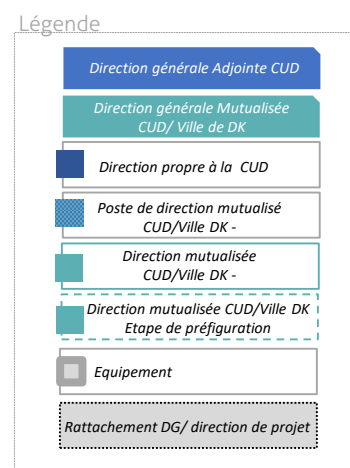 Légende
Direction générale Adjointe CUD
Direction générale Mutualisée
CUD/ Ville de DK
Direction propre à la CUD
Poste de direction mutualisé
CUD/Ville DK -
Direction mutualisée
CUD/Ville DK -
Direction mutualisée CUD/Ville DK
Etape de préfiguration
Equipement
Rattachement DG/ direction de projet